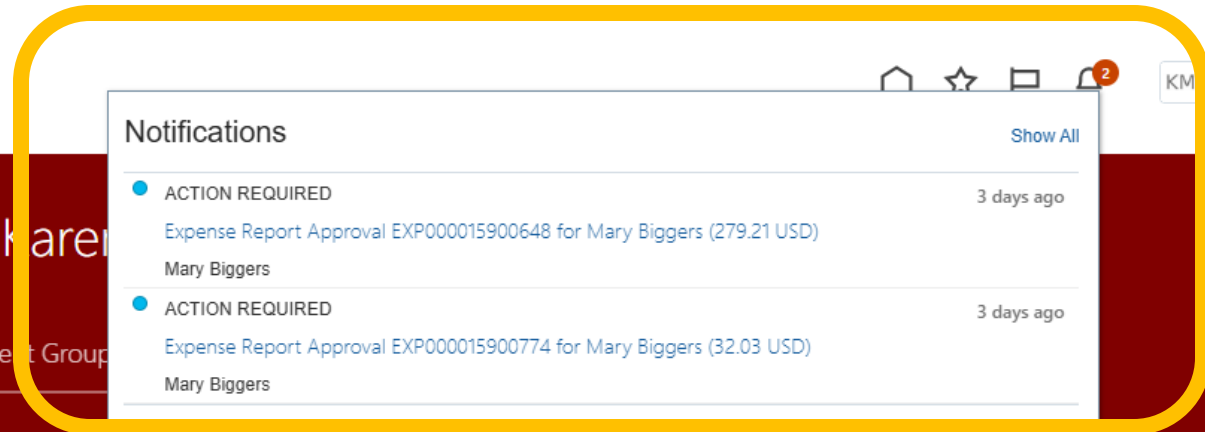 2
KM
Notifications
Show All
ACTION REQUIRED
3 days ago
Expense Report Approval EXP000015900648 for Mary Biggers (279.21 USD)
Mary Biggers
ACTION REQUIRED
3 days ago
Expense Report Approval EXP000015900774 for Mary Biggers (32.03 USD)
Mary Biggers
Group